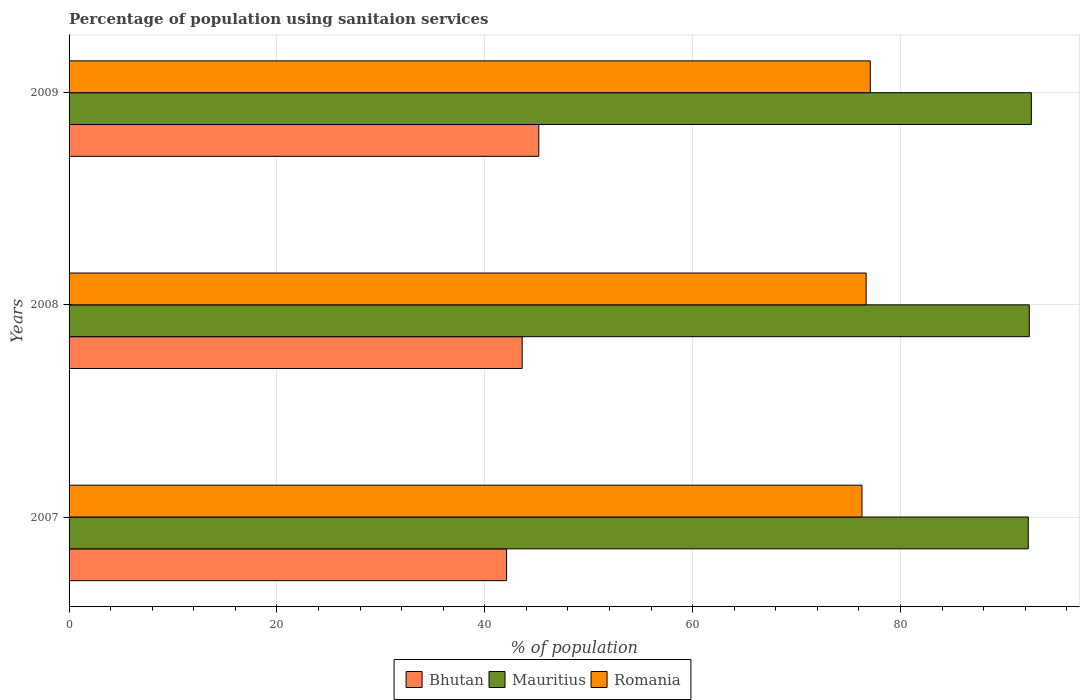 Percentage of population using sanitaion services
2009
2008
2007
Years
0
20
40
60
80
% of population
Bhutan
Mauritius
Romania